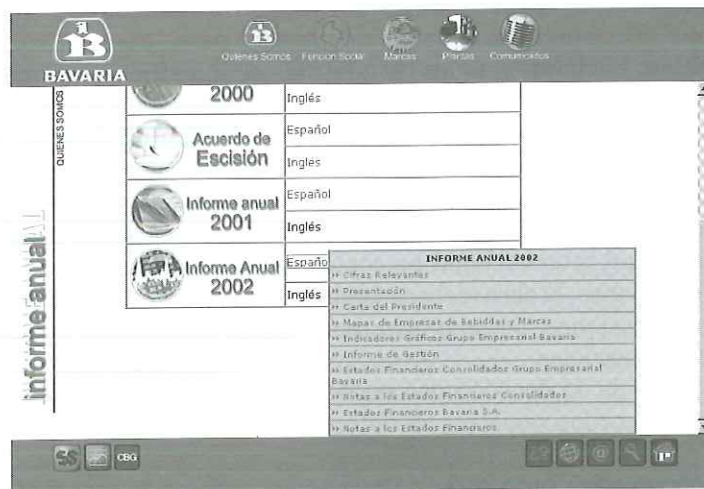 BAVARIA
Quienes Somos
Función Social
Marcas
Plantas
Comunicados
QUIENES SOMOS
informe anual
2000
Inglés
Acuerdo de
Escisión
Español
Inglés
Informe anual
2001
Español
Inglés
Informe Anual
2002
Españo
Inglés
INFORME ANUAL 2002
» Cifras Relevantes
» Presentación
» Carta del Presidente
» Mapas de Empresas de Bebiddas y Marcas
» Indicadores Gráficos Grupo Empresarial Bavaria
» Informe de Gestión
» Estados Financieros Consolidados Grupo Empresarial
Bavaria
» Notas a los Estados Financieros Consolidados
» Estados Financieros Bavaria S.A.
» Notas a los Estados Financieros
CBG